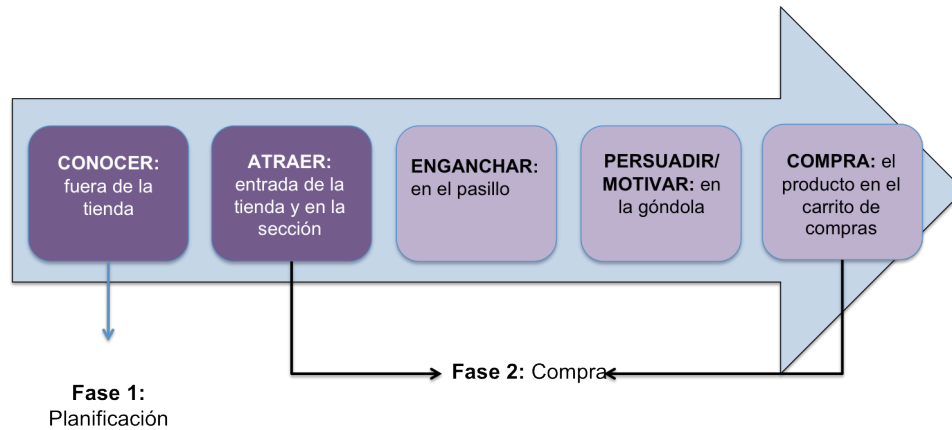 CONOCER:
fuera de la
tienda
ATRAER:
entrada de la
tienda y en la
sección
ENGANCHAR:
en el pasillo
PERSUADIR/
MOTIVAR: en
la góndola
COMPRA: el
producto en el
carrito de
compras
Fase 1:
Planificación
Fase 2: Compra